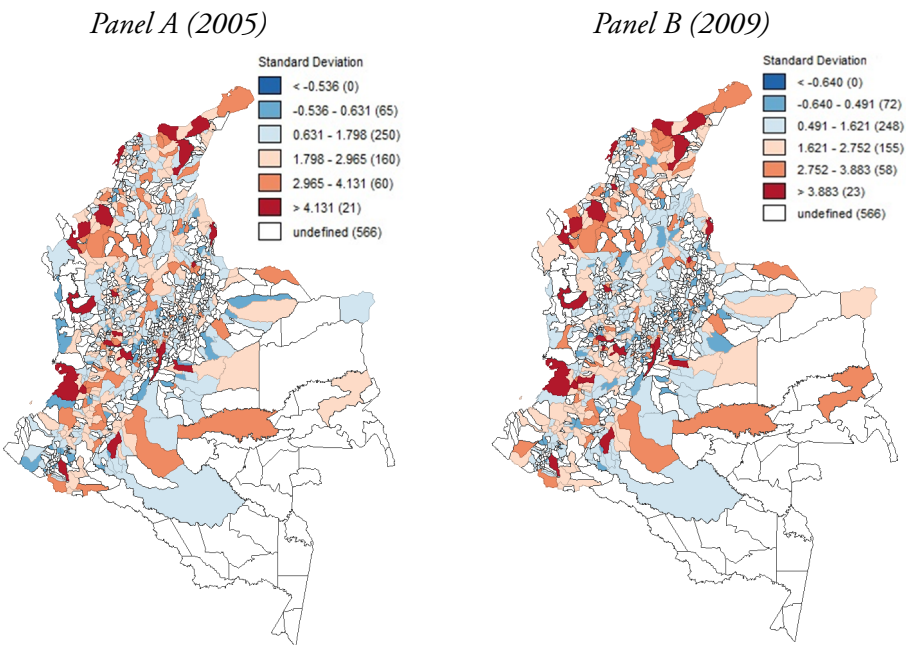 Panel A (2005)
Standard Deviation
< -0.536 (0)
-0.536 - 0.631 (65)
0.631 - 1.798 (250)
1.798 - 2.965 (160)
2.965 - 4.131 (60)
> 4.131 (21)
undefined (566)
Panel B (2009)
Standard Deviation
< -0.640 (0)
-0.640 - 0.491 (72)
0.491 - 1.621 (248)
1.621 - 2.752 (155)
2.752 - 3.883 (58)
> 3.883 (23)
undefined (566)